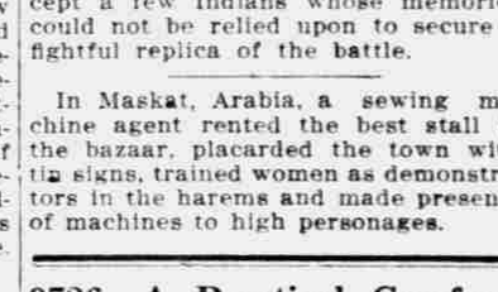 cept a few Indians whose
could not be relied upon to secure
fightful replica of the battle.
In Maskat, Arabia, a sewing m
chine agent rented the best stall
the bazaar, placarded the town wi
tin signs, trained women as demonstr
tors in the harems and made presen
of machines to high personages.